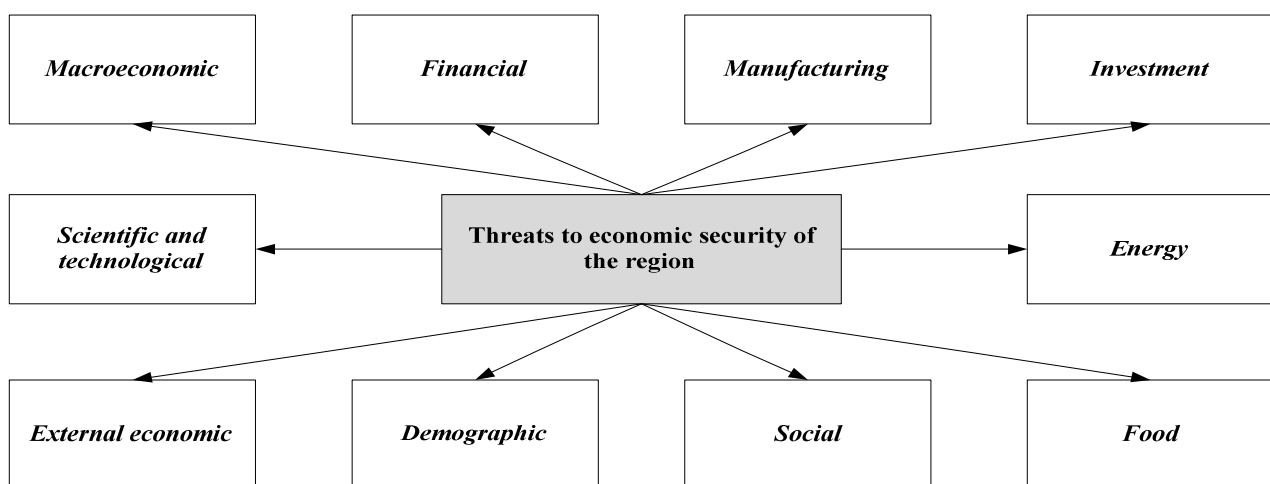 Macroeconomic
Financial
Manufacturing
Investment
Scientific and
technological
Threats to economic security of
the region
Energy
External economic
Demographic
Social
Food